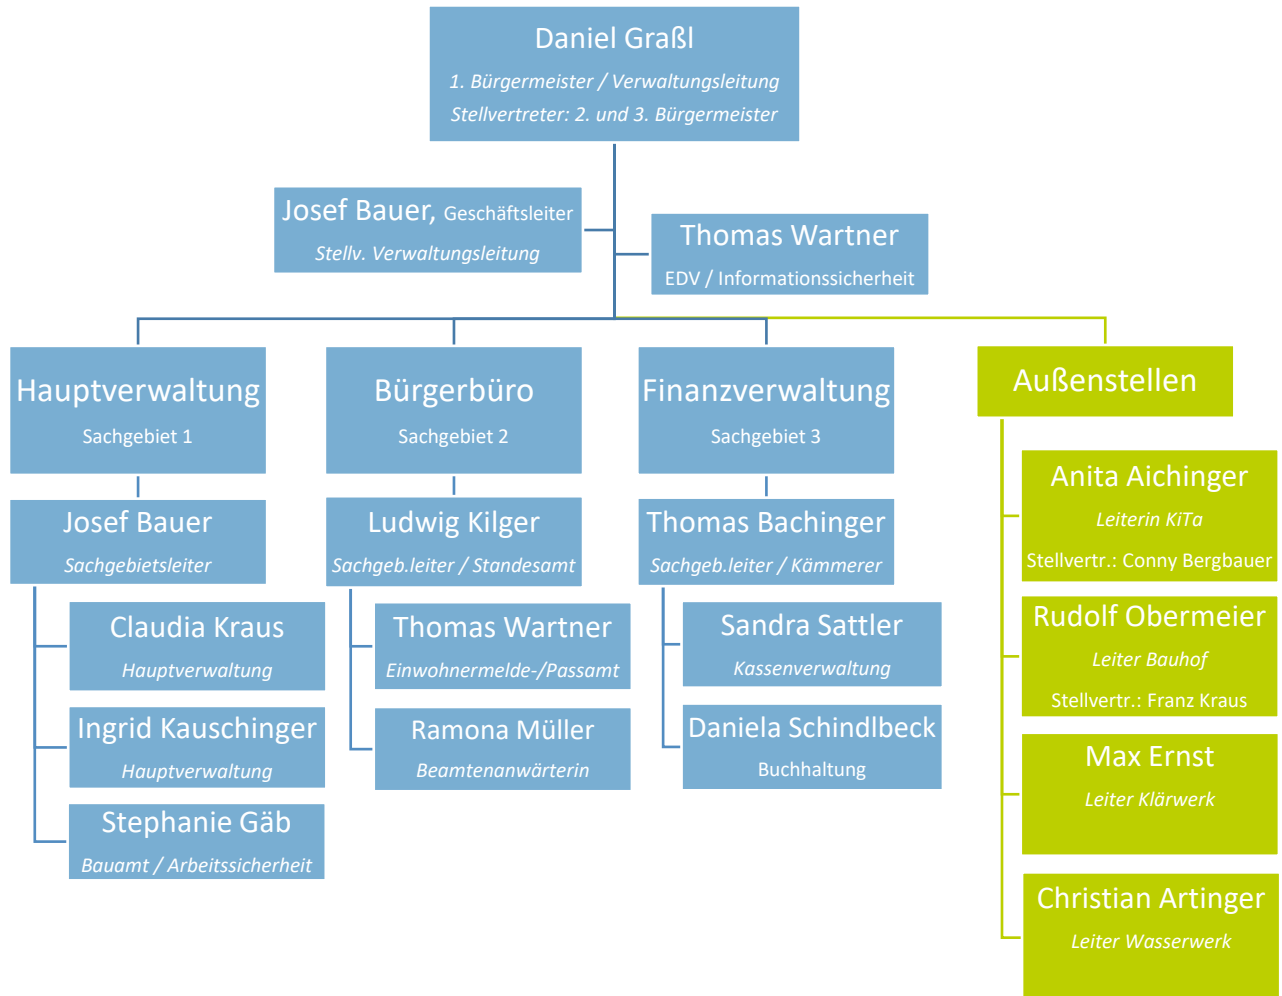 Daniel Graßl
1. Bürgermeister / Verwaltungsleitung
Stellvertreter: 2. und 3. Bürgermeister
Josef Bauer, Geschäftsleiter
Stellv. Verwaltungsleitung
Thomas Wartner
EDV / Informationssicherheit
Hauptverwaltung
Sachgebiet 1
Josef Bauer
Sachgebietsleiter
Claudia Kraus
Hauptverwaltung
Ingrid Kauschinger
Hauptverwaltung
Stephanie Gäb
Bauamt / Arbeitssicherheit
Bürgerbüro
Sachgebiet 2
Ludwig Kilger
Sachgeb.leiter / Standesamt
Thomas Wartner
Einwohnermelde-/Passamt
Ramona Müller
Beamtenanwärterin
Finanzverwaltung
Sachgebiet 3
Thomas Bachinger
Sachgeb.leiter / Kämmerer
Sandra Sattler
Kassenverwaltung
Daniela Schindlbeck
Buchhaltung
Außenstellen
Anita Aichinger
Leiterin KiTa
Stellvertr.: Conny Bergbauer
Rudolf Obermeier
Leiter Bauhof
Stellvertr.: Franz Kraus
Max Ernst
Leiter Klärwerk
Christian Artinger
Leiter Wasserwerk